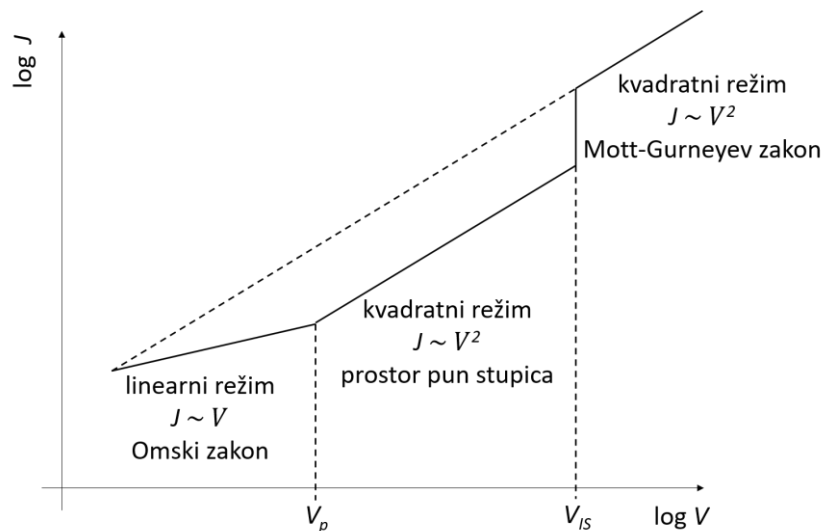 log J
kvadratni režim
J ~ V²
Mott-Gurneyev zakon
kvadratni režim
J ~ V²
prostor pun stupica
linearni režim
J ~ V
Omski zakon
Vp
VIS
log V